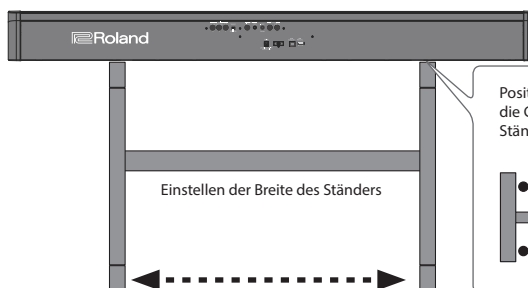 Roland
Posit
die
Stän
Einstellen der Breite des Ständers